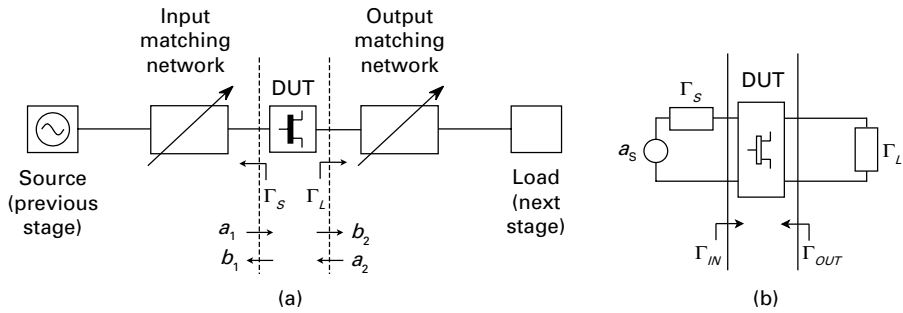 Input
matching
network
Output
matching
network
DUT
Source
(previous
stage)
Load
(next
stage)
Γ_S
Γ_L
a_1
b_1
b_2
a_2
(a)
DUT
Γ_S
a_S
Γ_L
Γ_IN
Γ_OUT
(b)